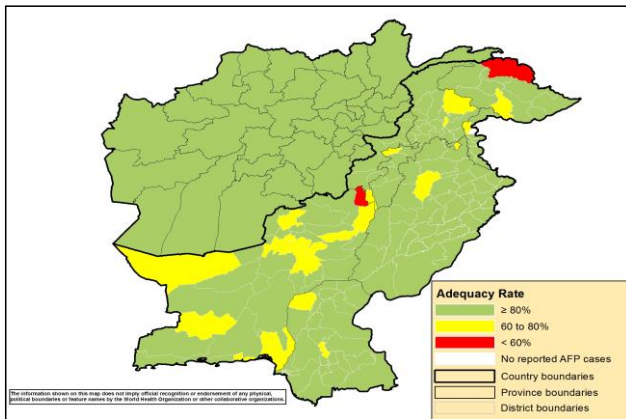 Adequacy Rate
≥ 80%
60 to 80%
< 60%
No reported AFP cases
Country boundaries
Province boundaries
District boundaries
The information shown on this map does not imply official recognition or endorsement of any physical,
political boundaries or feature names by the World Health Organization or other collaborative organizations.